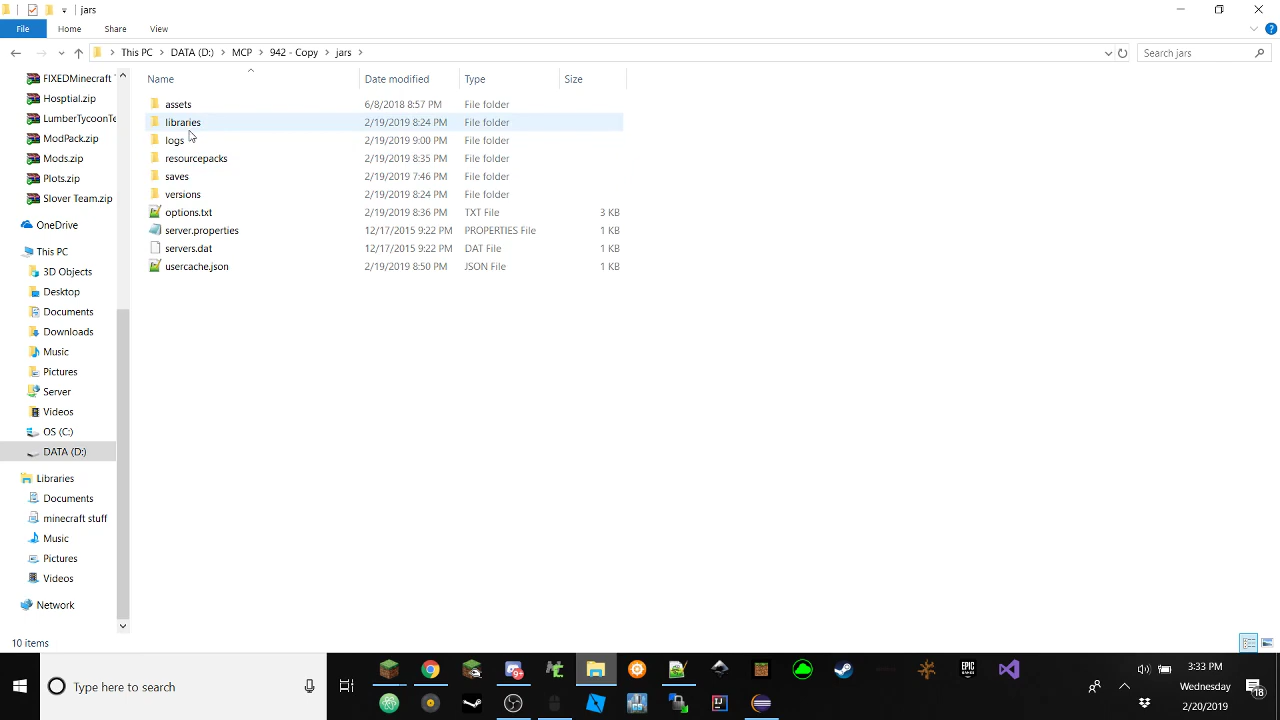 jars
File Home Share View
This PC DATA (D:) MCP 942 - Copy jars Search jars
Name Date modified Type Size
assets 6/8/2018 8:57 PM File folder
libraries 2/19/2019 8:24 PM File folder
logs 2/19/2019 9:00 PM File folder
resourcepacks 2/19/2019 8:35 PM File folder
saves 2/19/2019 7:46 PM File folder
versions 2/19/2019 8:24 PM File folder
options.txt 2/19/2019 8:36 PM TXT File 3 KB
server.properties 12/17/2015 9:22 PM PROPERTIES File 1 KB
servers.dat 12/17/2015 9:22 PM DAT File 1 KB
usercache.json 2/19/2019 8:50 PM JSON File 1 KB
FIXEDMinecraft
Hosptial.zip
LumberTycoonTe
ModPack.zip
Mods.zip
Plots.zip
Slover Team.zip
OneDrive
This PC
3D Objects
Desktop
Documents
Downloads
Music
Pictures
Server
Videos
OS (C:)
DATA (D:)
Libraries
Documents
minecraft stuff
Music
Pictures
Videos
Network
10 items
Type here to search
3:33 PM
Wednesday
2/20/2019
18